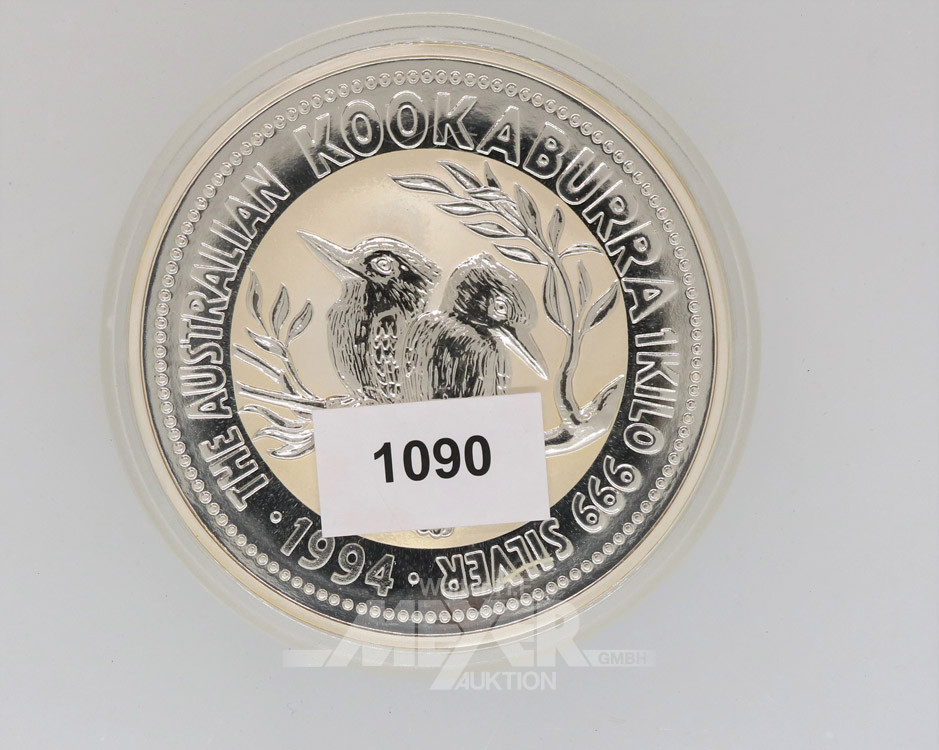 THE AUSTRALIAN KOOKABURRA 1 KILO 999 SILVER
· 1994 ·
1090
GMBH
AUKTION